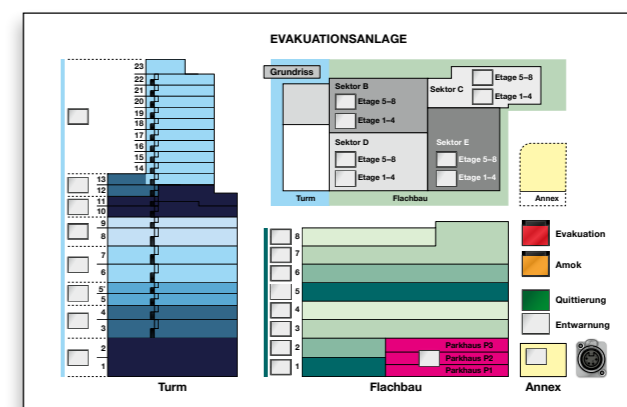 EVAKUATIONSANLAGE
23
22
21
20
19
18
17
16
15
14
13
12
11
10
9
8
7
6
5'
5
4
3
2
1
Turm
Grundriss
Sektor B
Etage 5–8
Etage 1–4
Sektor C
Etage 5–8
Etage 1–4
Sektor D
Etage 5–8
Etage 1–4
Sektor E
Etage 5–8
Etage 1–4
Turm
Flachbau
Annex
8
7
6
5
4
3
2
1
Parkhaus P3
Parkhaus P2
Parkhaus P1
Flachbau
Evakuation
Amok
Quittierung
Entwarnung
Annex